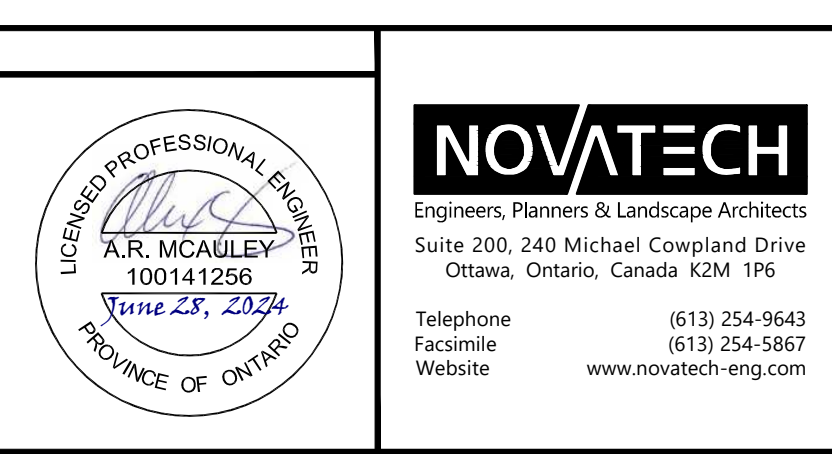 LICENSED PROFESSIONAL ENGINEER
A.R. MCAULEY
100141256
June 28, 2024
PROVINCE OF ONTARIO
NOVATECH
Engineers, Planners & Landscape Architects
Suite 200, 240 Michael Cowpland Drive
Ottawa, Ontario, Canada K2M 1P6
Telephone (613) 254-9643
Facsimile (613) 254-5867
Website www.novatech-eng.com